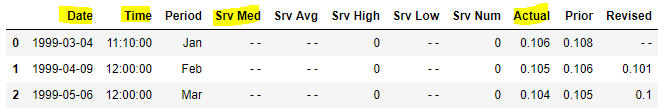 Date Time Period Srv Med Srv Avg Srv High Srv Low Srv Num Actual Prior Revised
0 1999-03-04 11:10:00 Jan - - - - 0 - - 0 0.106 0.108 - -
1 1999-04-09 12:00:00 Feb - - - - 0 - - 0 0.105 0.106 0.101
2 1999-05-06 12:00:00 Mar - - - - 0 - - 0 0.104 0.105 0.1